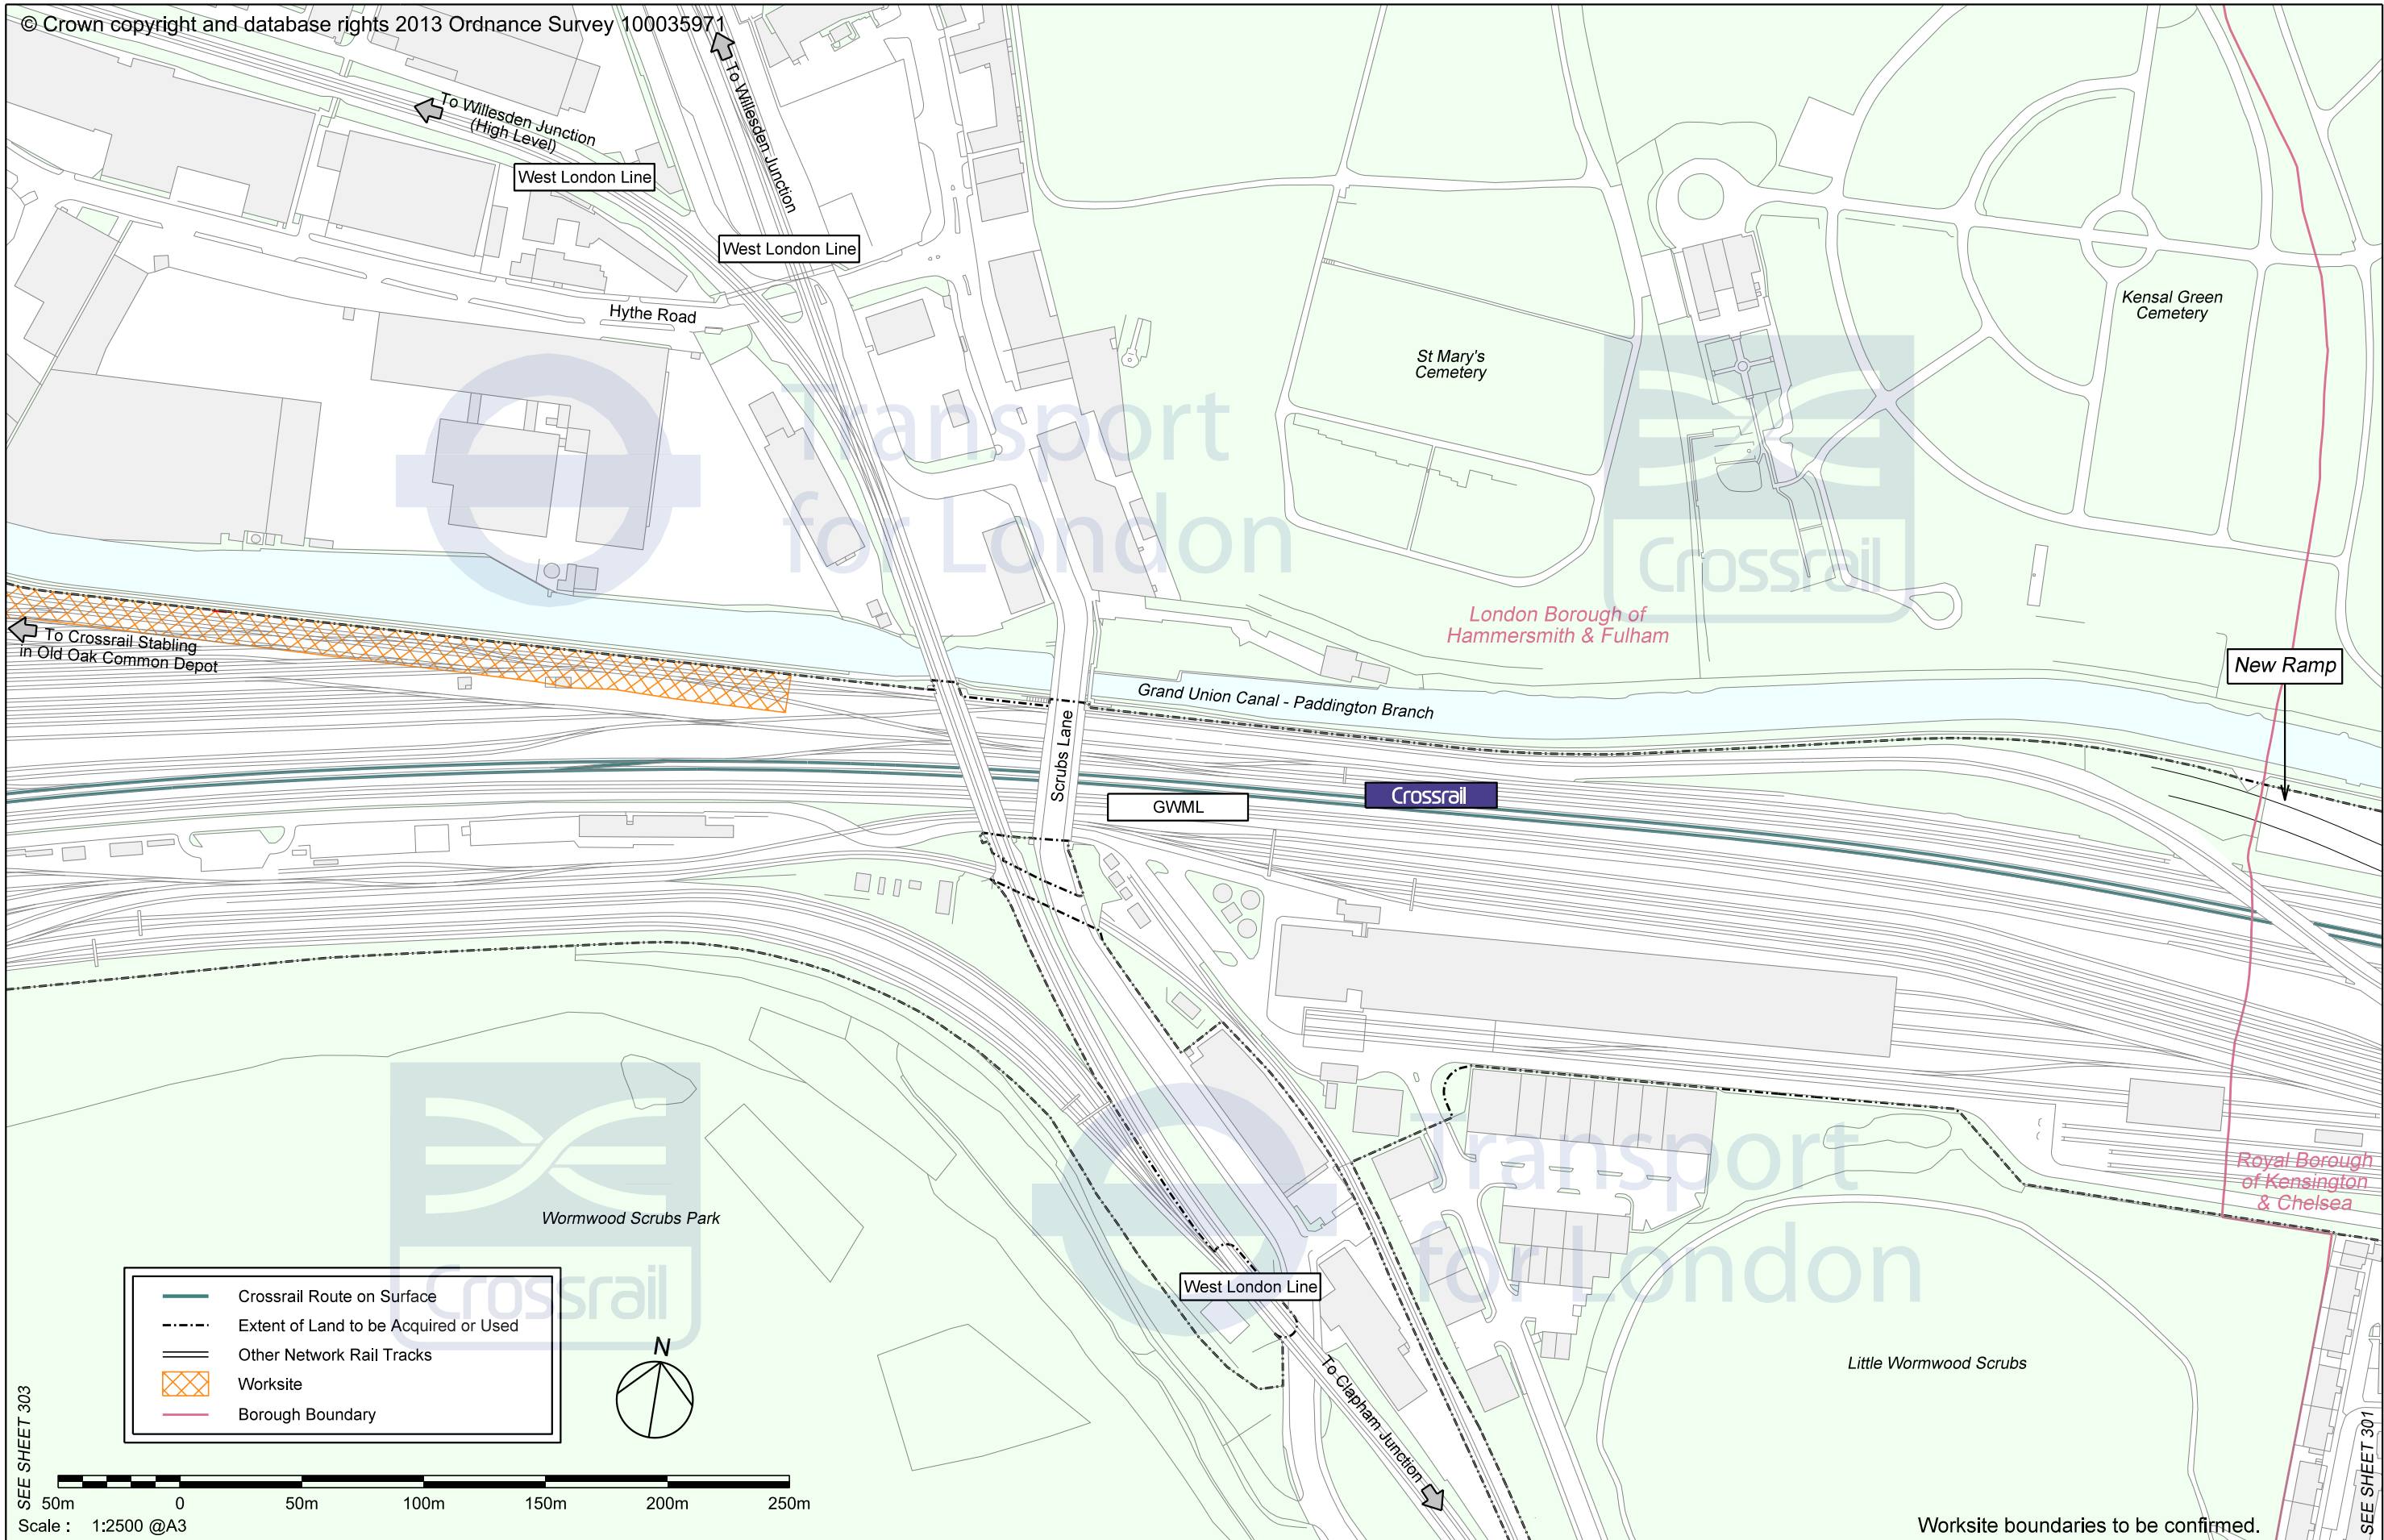 © Crown copyright and database rights 2013 Ordnance Survey 100035971
To Willesden Junction
(High Level)
To Willesden Junction
West London Line
West London Line
Hythe Road
Kensal Green
Cemetery
St Mary's
Cemetery
Transport
for London
Crossrail
London Borough of
Hammersmith & Fulham
To Crossrail Stabling
in Old Oak Common Depot
New Ramp
Grand Union Canal - Paddington Branch
Scrubs Lane
Crossrail
GWML
Royal Borough
of Kensington
& Chelsea
Wormwood Scrubs Park
Transport
for London
Crossrail
West London Line
Crossrail Route on Surface
Extent of Land to be Acquired or Used
Other Network Rail Tracks
Worksite
Borough Boundary
N
To Clapham Junction
Little Wormwood Scrubs
SEE SHEET 303
SEE SHEET 301
50m 0 50m 100m 150m 200m 250m
Scale : 1:2500 @A3
Worksite boundaries to be confirmed.